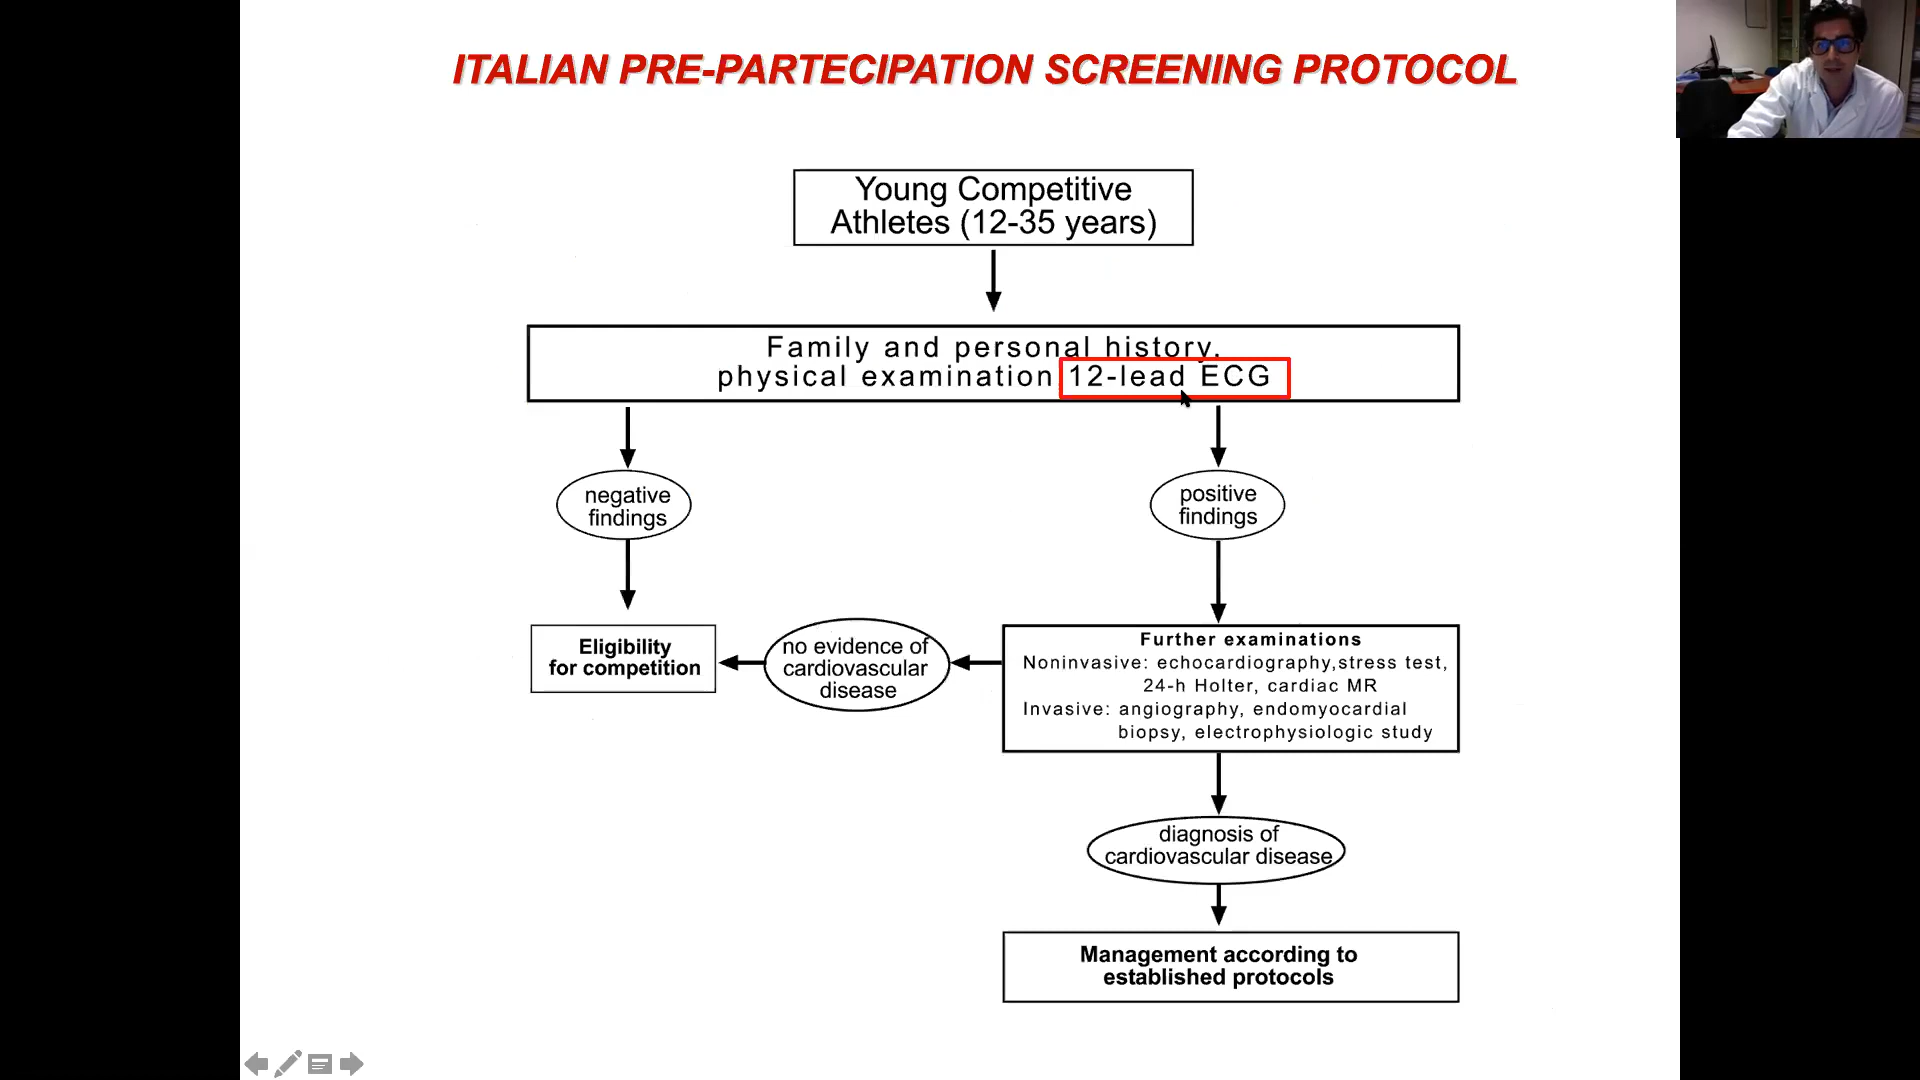 ITALIAN PRE-PARTECIPATION SCREENING PROTOCOL
Young Competitive
Athletes (12-35 years)
Family and personal history,
physical examination 12-lead ECG
negative
findings
positive
findings
Eligibility
for competition
no evidence of
cardiovascular
disease
Further examinations
Noninvasive: echocardiography,stress test,
24-h Holter, cardiac MR
Invasive: angiography, endomyocardial
biopsy, electrophysiologic study
diagnosis of
cardiovascular disease
Management according to
established protocols